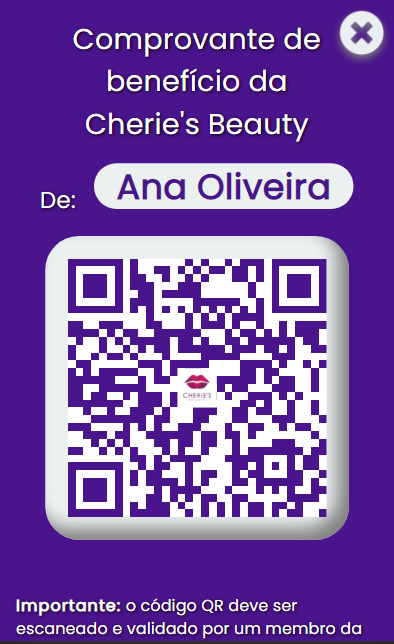 Comprovante de
benefício da
Cherie's Beauty
De: Ana Oliveira
CHERIE'S
BEAUTY
Importante: o código QR deve ser
escaneado e validado por um membro da